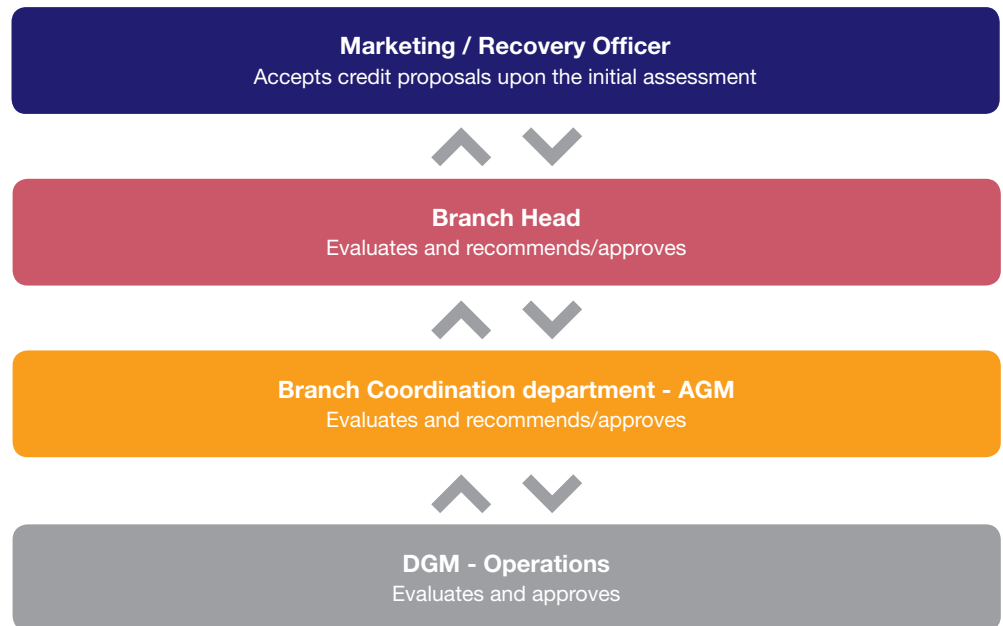 Marketing / Recovery Officer
Accepts credit proposals upon the initial assessment
Branch Head
Evaluates and recommends/approves
Branch Coordination department - AGM
Evaluates and recommends/approves
DGM - Operations
Evaluates and approves